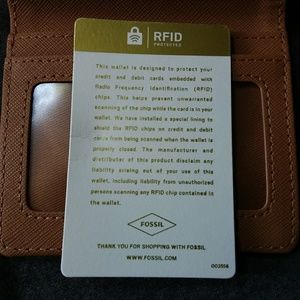 RFID
PROTECTED
This wallet is designed to protect your
credit and debit cards embedded with
Radio Frequency Identification (RFID)
chips. This helps prevent unwarranted
scanning of the chip while the card is in your
wallet. We have installed a special lining to
shield the RFID chips on credit and debit
cards from being scanned when the wallet is
properly closed. The manufacturer and
distributer of this product disclaim any
liability arising out of your use of this
wallet, including liability from unauthorized
persons scanning any RFID chip contained in
the wallet.
FOSSIL
THANK YOU FOR SHOPPING WITH FOSSIL
WWW.FOSSIL.COM
003556